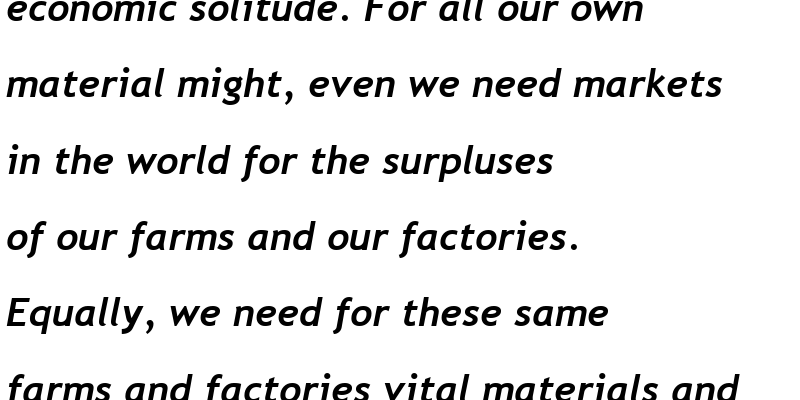 economic solitude. For all our own
material might, even we need markets
in the world for the surpluses
of our farms and our factories.
Equally, we need for these same
farms and factories vital materials and